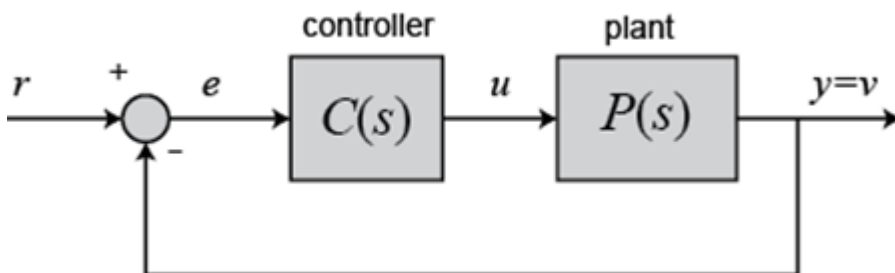 controller plant
r + e C(s) u P(s) y=v
−